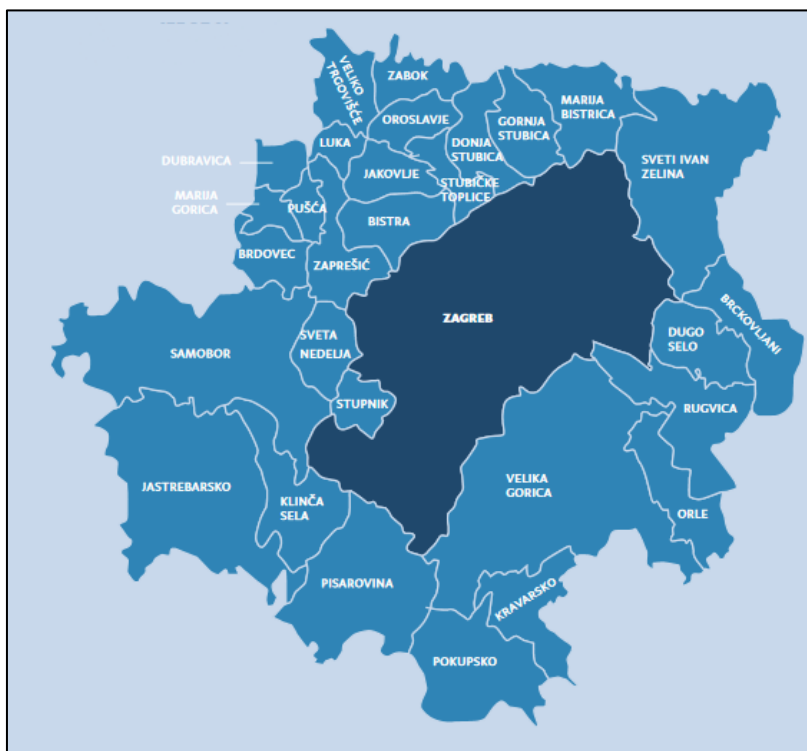 VELIKO
TRGOVIŠĆE
ZABOK
OROSLAVJE
LUKA
JAKOVLJE
DONJA
STUBICA
GORNJA
STUBICA
MARIJA
BISTRICA
SVETI IVAN
ZELINA
DUBRAVICA
MARIJA
GORICA
PUŠĆA
STUBIČKE
TOPLICE
BISTRA
BRDOVEC
ZAPREŠIĆ
BRCKOVLJANI
ZAGREB
DUGO
SELO
SAMOBOR
SVETA
NEDELJA
STUPNIK
RUGVICA
JASTREBARSKO
KLINČA
SELA
VELIKA
GORICA
ORLE
PISAROVINA
KRAVARSKO
POKUPSKO